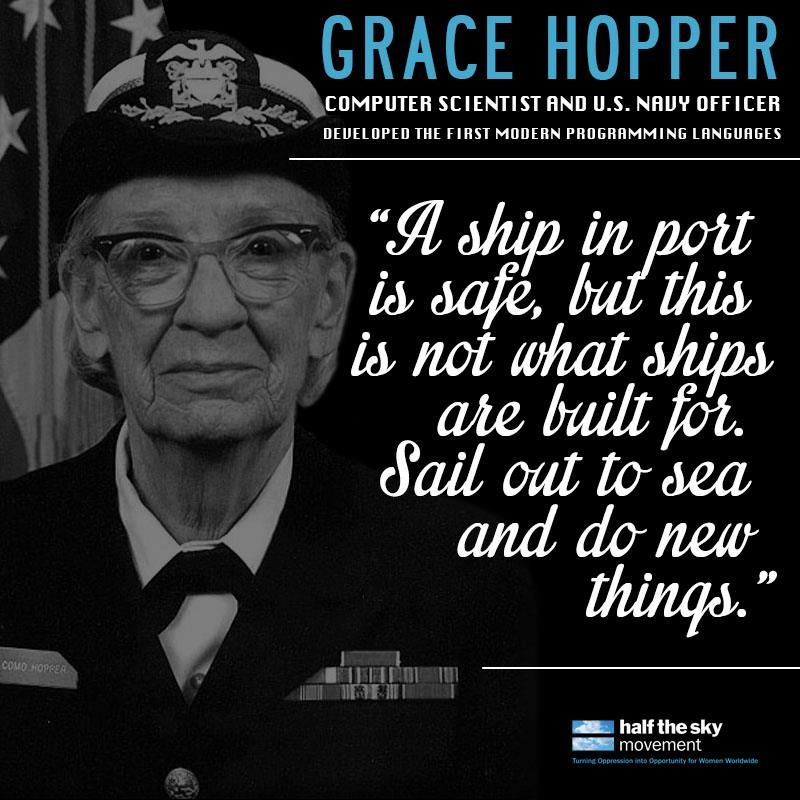 GRACE HOPPER
COMPUTER SCIENTIST AND U.S. NAVY OFFICER
DEVELOPED THE FIRST MODERN PROGRAMMING LANGUAGES
“A ship in port
is safe, but this
is not what ships
are built for.
Sail out to sea
and do new
things.”
COMO HOPPER
half the sky
movement
Turning Oppression into Opportunity for Women Worldwide